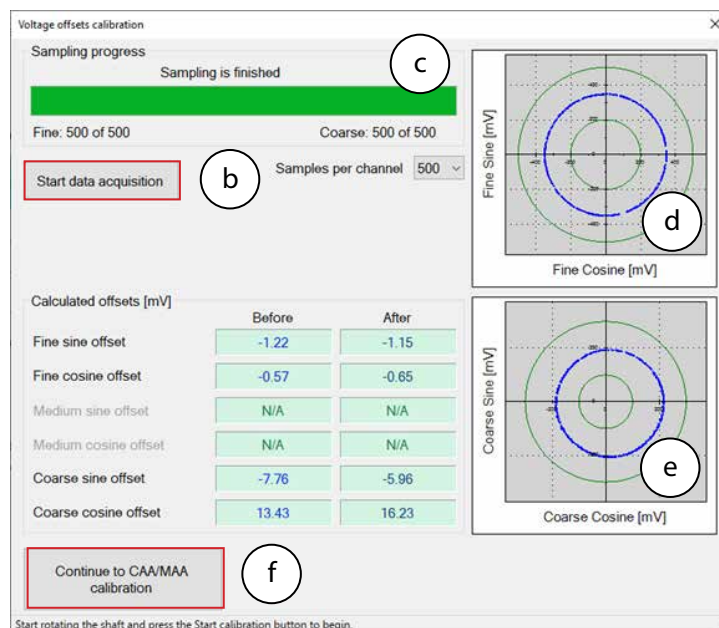 Voltage offsets calibration
Sampling progress
Sampling is finished
c
Fine: 500 of 500 Coarse: 500 of 500
Start data acquisition
b
Samples per channel 500
Fine Sine [mV]
d
Fine Cosine [mV]
Calculated offsets [mV]
Before After
Fine sine offset -1.22 -1.15
Fine cosine offset -0.57 -0.65
Medium sine offset N/A N/A
Medium cosine offset N/A N/A
Coarse sine offset -7.76 -5.96
Coarse cosine offset 13.43 16.23
Coarse Sine [mV]
e
Coarse Cosine [mV]
Continue to CAA/MAA
calibration
f
Start rotating the shaft and press the Start calibration button to begin.